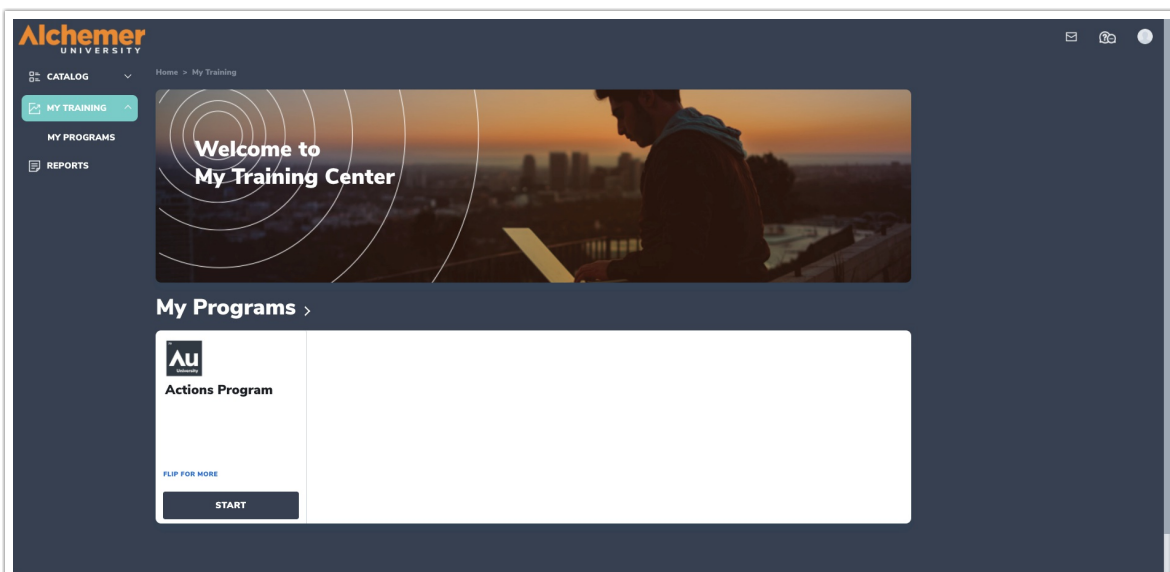 Alchemer
UNIVERSITY
CATALOG
MY TRAINING
MY PROGRAMS
REPORTS
Home > My Training
Welcome to
My Training Center
My Programs >
Au
University
Actions Program
FLIP FOR MORE
START